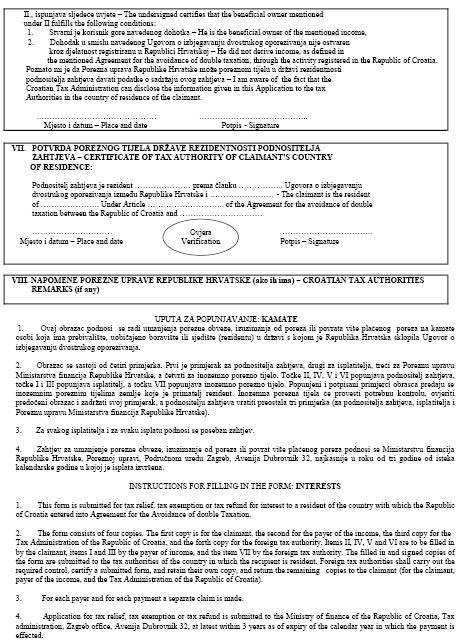 II., ispunjava sljedeće uvjete – The undersigned certifies that the beneficial owner mentioned
under II fulfills the following conditions:
1. Stvarni je korisnik gore navedenog dohotka – He is the beneficial owner of the mentioned income,
2. Dohodak u smislu navedenog Ugovora o izbjegavanju dvostrukog oporezivanja nije ostvaren
kroz djelatnost registriranu u Republici Hrvatskoj – He did not derive income, as defined in
the mentioned Agreement for the avoidance of double taxation, through the activity registered in the Republic of Croatia.
Poznato mi je da Porezna uprava Republike Hrvatske može poreznom tijelu u državi rezidentnosti
podnositelja zahtjeva davati podatke o sadržaju ovog zahtjeva – I am aware of the fact that the
Croatian Tax Administration can disclose the information given in this Application to the tax
Authorities in the country of residence of the claimant.
……………………………………… …………………………………..
Mjesto i datum – Place and date Potpis - Signature
VII. POTVRDA POREZNOG TIJELA DRŽAVE REZIDENTNOSTI PODNOSITELJA
ZAHTJEVA – CERTIFICATE OF TAX AUTHORITY OF CLAIMANT'S COUNTRY
OF RESIDENCE:
Podnositelj zahtjeva je rezident ………………… prema članku …………….. Ugovora o izbjegavanju
dvostrukog oporezivanja između Republike Hrvatske i …………………… - The claimant is the resident
of …………………. Under Article ……………………….. of the Agreement for the avoidance of double
taxation between the Republic of Croatia and …………………………
………………………… Ovjera ……………………………..
Mjesto i datum – Place and date Verification Potpis – Signature
VIII. NAPOMENE POREZNE UPRAVE REPUBLIKE HRVATSKE (ako ih ima) – CROATIAN TAX AUTHORITIES
REMARKS (if any)
UPUTA ZA POPUNJAVANJE: KAMATE
1. Ovaj obrazac podnosi se radi umanjenja porezne obveze, izuzimanja od poreza ili povrata više plaćenog poreza na kamate
osobi koja ima prebivalište, uobičajeno boravište ili sjedište (rezidentu) u državi s kojom je Republika Hrvatska sklopila Ugovor o
izbjegavanju dvostrukog oporezivanja.
2. Obrazac se sastoji od četiri primjerka. Prvi je primjerak za podnositelja zahtjeva, drugi za isplatitelja, treći za Poreznu upravu
Ministarstva financija Republike Hrvatske, a četvrti za inozemno porezno tijelo. Točke II, IV, V i VI popunjava podnositelj zahtjeva,
točke I i III popunjava isplatitelj, a točku VII popunjava inozemno porezno tijelo. Popunjeni i potpisani primjerci obrasca predaju se
inozemnim poreznim tijelima zemlje koje je primatelj rezident. Inozemna porezna tijela će provesti potrebnu kontrolu, ovjeriti
predočeni obrazac i zadržati svoj primjerak, a podnositelju zahtjeva vratiti preostala tri primjerka (za podnositelja zahtjeva, isplatitelja i
Poreznu upravu Ministarstva financija Republike Hrvatske).
3. Za svakog isplatitelja i za svaku isplatu podnosi se poseban zahtjev.
4. Zahtjev za umanjenje porezne obveze, izuzimanje od poreza ili povrat više plaćenog poreza podnosi se Ministarstvu financija
Republike Hrvatske, Poreznoj upravi, Područnom uredu Zagreb, Avenija Dubrovnik 32, najkasnije u roku od tri godine od isteka
kalendarske godine u kojoj je isplata izvršena.
INSTRUCTIONS FOR FILLING IN THE FORM: INTERESTS
1. This form is submitted for tax relief, tax exemption or tax refund for interest to a resident of the country with which the Republic
of Croatia entered into Agreement for the Avoidance of double Taxation.
2. The form consists of four copies. The first copy is for the claimant, the second for the payer of the income, the third copy for the
Tax Administration of the Republic of Croatia, and the forth copy for the foreign tax authority. Items II, IV, V and VI are to be filled in
by the claimant, items I and III by the payer of income, and the item VII by the foreign tax authority. The filled in and signed copies of
the form are submitted to the tax authorities of the country in which the recipient is resident. Foreign tax authorities shall carry out the
required control, certify a submitted form, and retain their own copy, and return the remaining copies to the claimant (for the claimant,
payer of the income, and the Tax Administration of the Republic of Croatia).
3. For each payer and for each payment a separate claim is made.
4. Application for tax relief, tax exemption or tax refund is submitted to the Ministry of finance of the Republic of Croatia, Tax
administration, Zagreb office, Avenija Dubrovnik 32, at latest within 3 years as of expiry of the calendar year in which the payment is
effected.